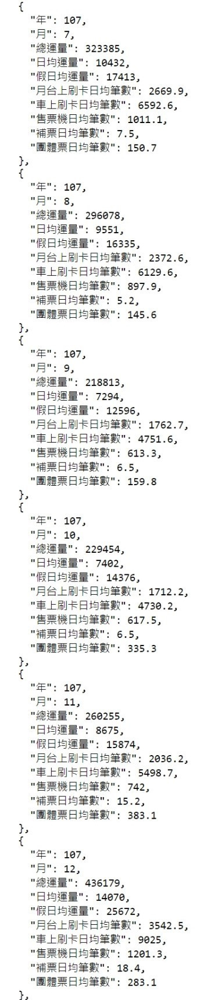 {
"年": 107,
"月": 7,
"總運量": 323385,
"日均運量": 10432,
"假日均運量": 17413,
"月台上刷卡日均筆數": 2669.9,
"車上刷卡日均筆數": 6592.6,
"售票機日均筆數": 1011.1,
"補票日均筆數": 7.5,
"團體票日均筆數": 150.7
},
{
"年": 107,
"月": 8,
"總運量": 296078,
"日均運量": 9551,
"假日均運量": 16335,
"月台上刷卡日均筆數": 2372.6,
"車上刷卡日均筆數": 6129.6,
"售票機日均筆數": 897.9,
"補票日均筆數": 5.2,
"團體票日均筆數": 145.6
},
{
"年": 107,
"月": 9,
"總運量": 218813,
"日均運量": 7294,
"假日均運量": 12596,
"月台上刷卡日均筆數": 1762.7,
"車上刷卡日均筆數": 4751.6,
"售票機日均筆數": 613.3,
"補票日均筆數": 6.5,
"團體票日均筆數": 159.8
},
{
"年": 107,
"月": 10,
"總運量": 229454,
"日均運量": 7402,
"假日均運量": 14376,
"月台上刷卡日均筆數": 1712.2,
"車上刷卡日均筆數": 4730.2,
"售票機日均筆數": 617.5,
"補票日均筆數": 6.5,
"團體票日均筆數": 335.3
},
{
"年": 107,
"月": 11,
"總運量": 260255,
"日均運量": 8675,
"假日均運量": 15874,
"月台上刷卡日均筆數": 2036.2,
"車上刷卡日均筆數": 5498.7,
"售票機日均筆數": 742,
"補票日均筆數": 15.2,
"團體票日均筆數": 383.1
},
{
"年": 107,
"月": 12,
"總運量": 436179,
"日均運量": 14070,
"假日均運量": 25672,
"月台上刷卡日均筆數": 3542.5,
"車上刷卡日均筆數": 9025,
"售票機日均筆數": 1201.3,
"補票日均筆數": 18.4,
"團體票日均筆數": 283.1
},